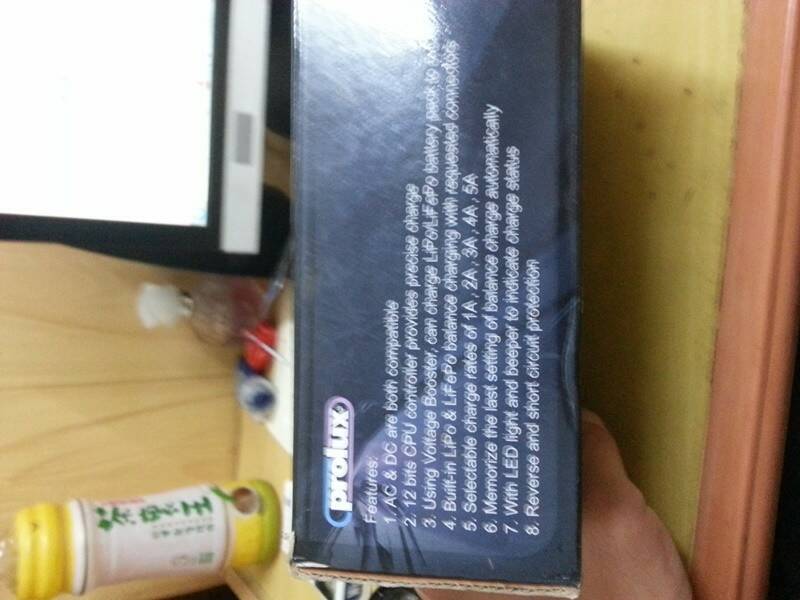 prolux
Features:
1. AC & DC are both compatible
2. 12 bits CPU controller provides precise charge
3. Using Voltage Booster, can charge LiPo/LiFePo battery pack to
4. Built-in LiPo & LiFePo balance charging with requested connectors
5. Selectable charge rates of 1A , 2A , 3A , 4A , 5A
6. Memorize the last setting of balance charge automatically
7. With LED light and beeper to indicate charge status
8. Reverse and short circuit protection
茶裏王